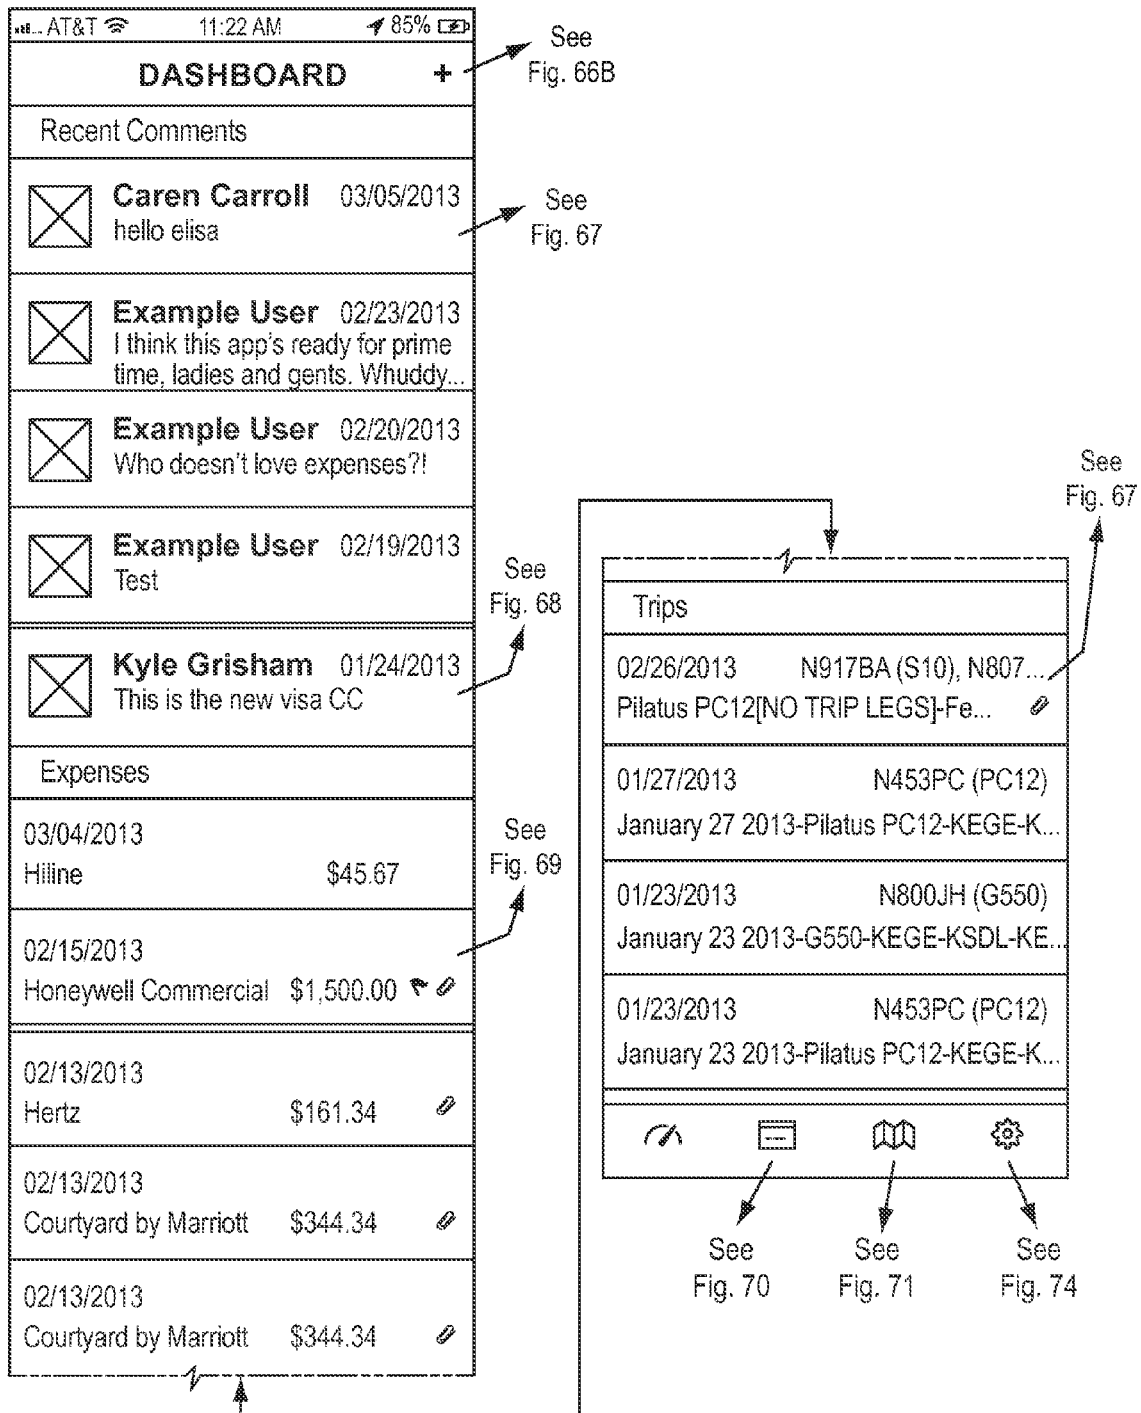 AT&T 11:22 AM 85%
DASHBOARD +
See
Fig. 66B
Recent Comments
Caren Carroll 03/05/2013
hello elisa
See
Fig. 67
Example User 02/23/2013
I think this app's ready for prime
time, ladies and gents. Whuddy...
Example User 02/20/2013
Who doesn't love expenses?!
Example User 02/19/2013
Test
See
Fig. 68
Kyle Grisham 01/24/2013
This is the new visa CC
Expenses
03/04/2013
Hiline $45.67
See
Fig. 69
02/15/2013
Honeywell Commercial $1,500.00
02/13/2013
Hertz $161.34
02/13/2013
Courtyard by Marriott $344.34
02/13/2013
Courtyard by Marriott $344.34
See
Fig. 67
Trips
02/26/2013 N917BA (S10), N807...
Pilatus PC12[NO TRIP LEGS]-Fe...
01/27/2013 N453PC (PC12)
January 27 2013-Pilatus PC12-KEGE-K...
01/23/2013 N800JH (G550)
January 23 2013-G550-KEGE-KSDL-KE...
01/23/2013 N453PC (PC12)
January 23 2013-Pilatus PC12-KEGE-K...
See
Fig. 70
See
Fig. 71
See
Fig. 74